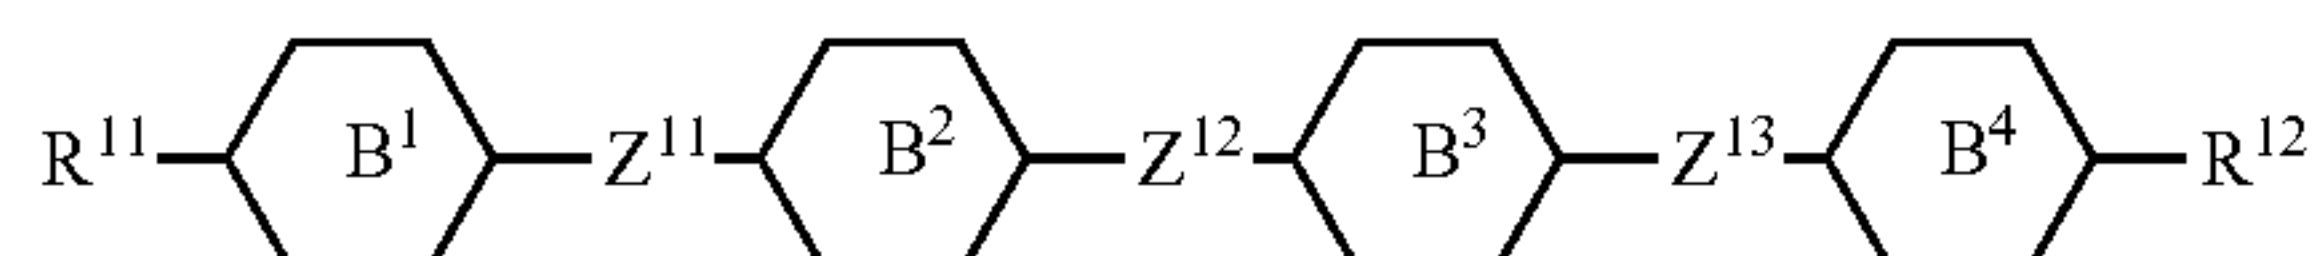 R¹¹ B¹ Z¹¹ B² Z¹² B³ Z¹³ B⁴ R¹²